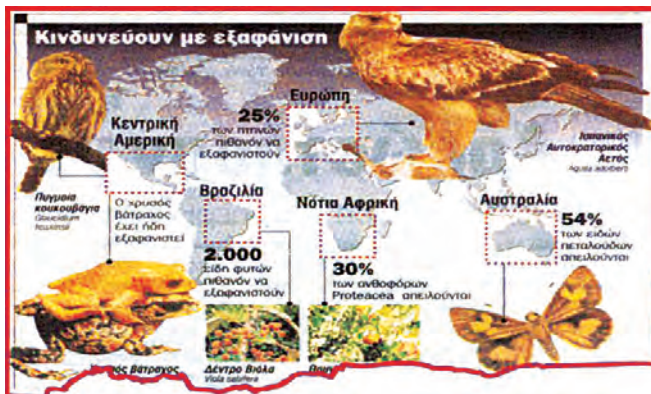 Κινδυνεύουν με εξαφάνιση
Ευρώπη
25%
των πτηνών
πιθανόν να
εξαφανιστούν
Κεντρική
Αμερική
Ισπανικός
Αυτοκρατορικός
Αετός
Aquila adalberti
Πυγμαία
κουκουβάγια
Glaucidium
Ο χρυσός
βάτραχος
έχει ήδη
εξαφανιστεί
Βραζιλία
2.000
είδη φυτών
πιθανόν να
εξαφανιστούν
Νότια Αφρική
30%
των ανθοφόρων
Proteacea απειλούνται
Αυστραλία
54%
των ειδών
πεταλούδων
απειλούνται
βάτραχος
Δέντρο Βιόλα